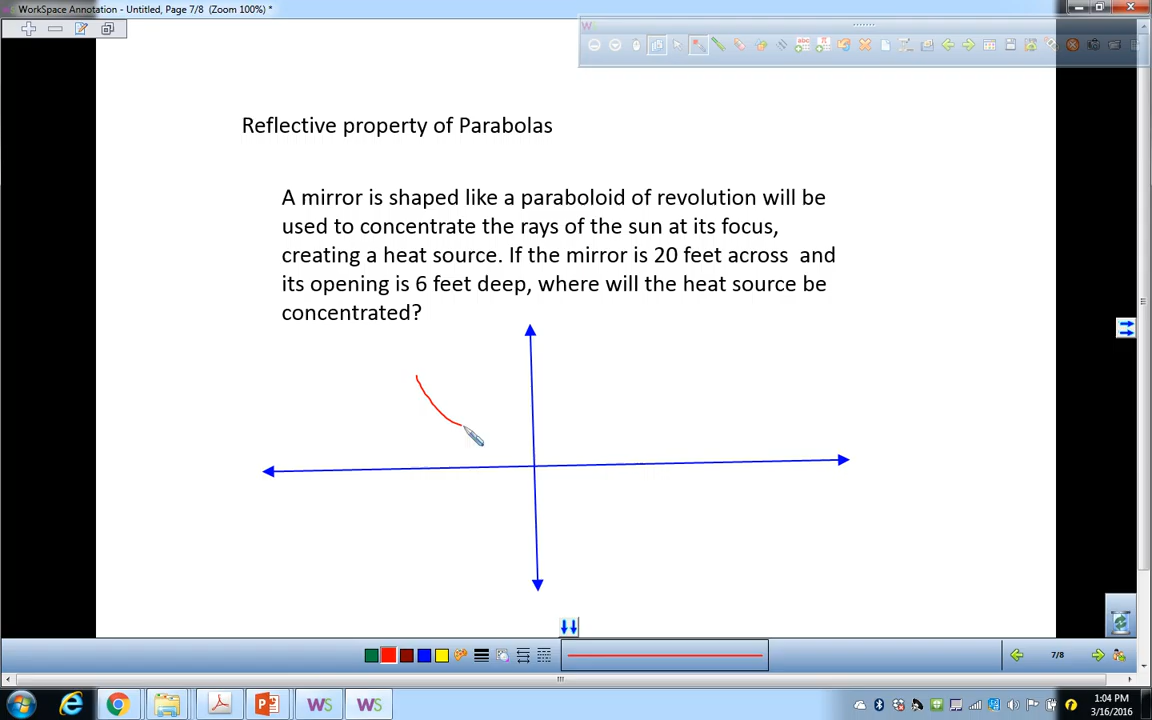 WorkSpace Annotation - Untitled, Page 7/8 (Zoom 100%) *
Reflective property of Parabolas
A mirror is shaped like a paraboloid of revolution will be
used to concentrate the rays of the sun at its focus,
creating a heat source. If the mirror is 20 feet across and
its opening is 6 feet deep, where will the heat source be
concentrated?
7/8
WS
WS
1:04 PM
3/16/2016